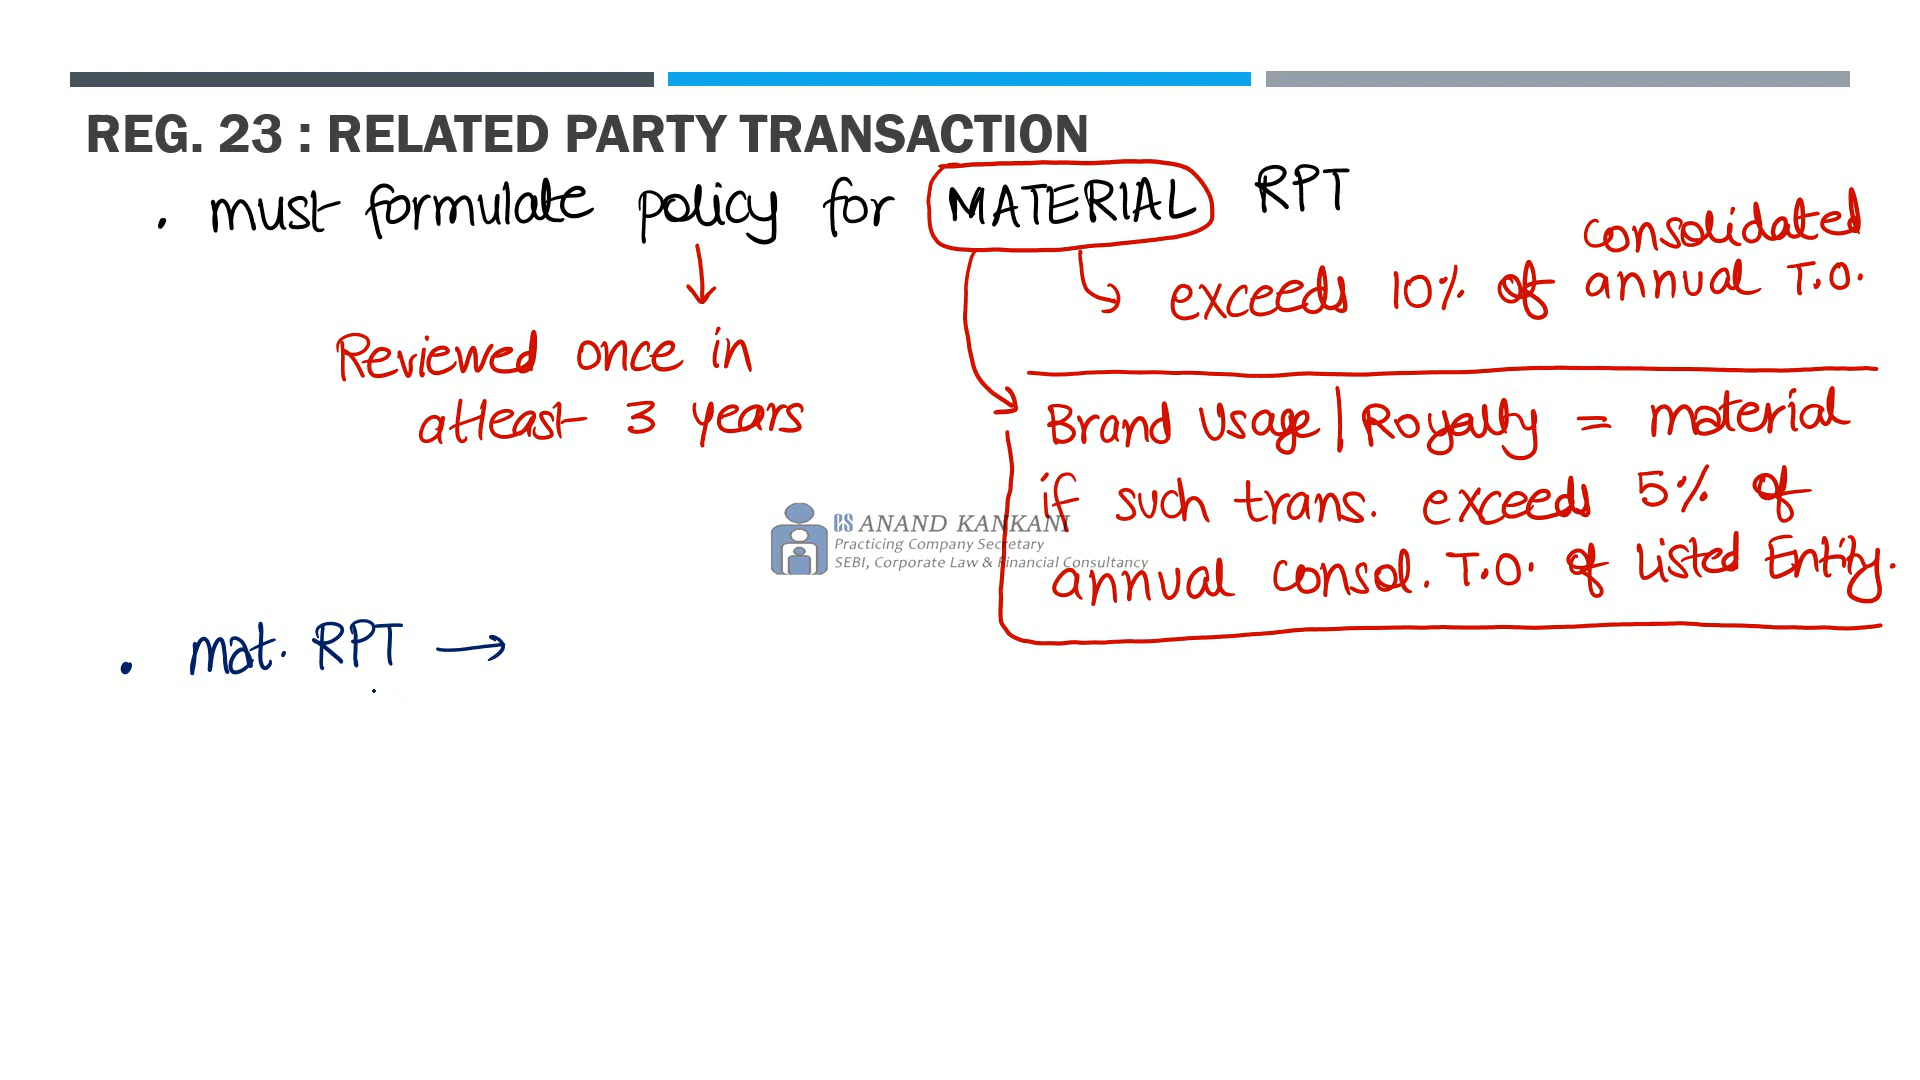 REG. 23 : RELATED PARTY TRANSACTION
. must formulate policy for MATERIAL RPT
exceeds 10% of consolidated
annual T.O.
Reviewed once in
atleast 3 years
Brand Usage | Royalty = material
if such trans. exceeds 5% of
annual consol. T.O. of Listed Entity.
CS ANAND KANKANI
Practicing Company Secretary
SEBI, Corporate Law & Financial Consultancy
. mat. RPT →